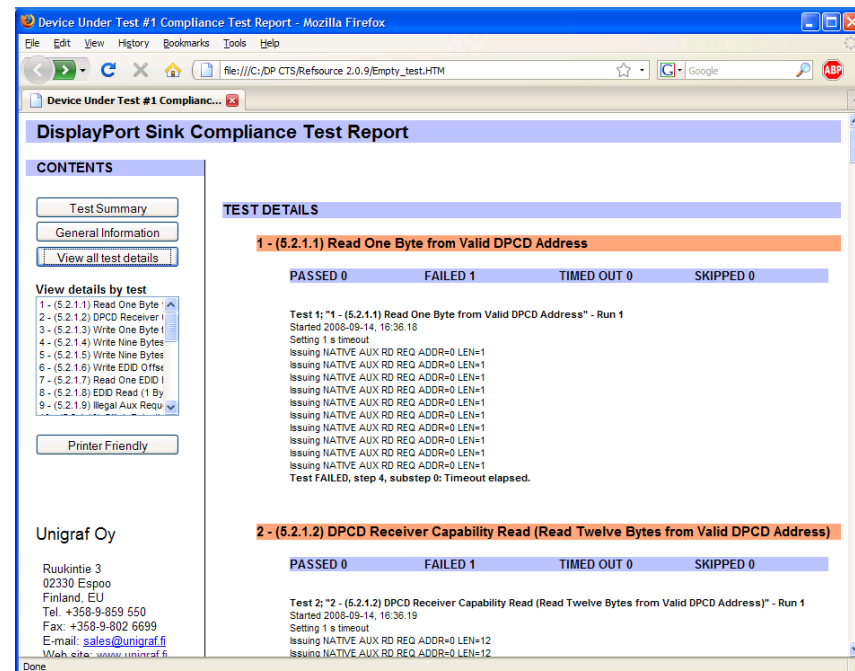 Device Under Test #1 Compliance Test Report - Mozilla Firefox
File Edit View History Bookmarks Tools Help
file:///C:/DP CTS/Refsource 2.0.9/Empty_test.HTM
G Google
ABP
Device Under Test #1 Complianc...
DisplayPort Sink Compliance Test Report
CONTENTS
Test Summary
General Information
View all test details
View details by test
1 - (5.2.1.1) Read One Byte
2 - (5.2.1.2) DPCD Receiver
3 - (5.2.1.3) Write One Byte
4 - (5.2.1.4) Write Nine Bytes
5 - (5.2.1.5) Write Nine Bytes
6 - (5.2.1.6) Write EDID Offse
7 - (5.2.1.7) Read One EDID
8 - (5.2.1.8) EDID Read (1 By
9 - (5.2.1.9) Illegal Aux Requ
Printer Friendly
Unigraf Oy
Ruukintie 3
02330 Espoo
Finland, EU
Tel. +358-9-859 550
Fax: +358-9-802 6699
E-mail: sales@unigraf.fi
Web site: www.unigraf.fi
TEST DETAILS
1 - (5.2.1.1) Read One Byte from Valid DPCD Address
PASSED 0 FAILED 1 TIMED OUT 0 SKIPPED 0
Test 1; "1 - (5.2.1.1) Read One Byte from Valid DPCD Address" - Run 1
Started 2008-09-14, 16:36.18
Setting 1 s timeout
Issuing NATIVE AUX RD REQ ADDR=0 LEN=1
Issuing NATIVE AUX RD REQ ADDR=0 LEN=1
Issuing NATIVE AUX RD REQ ADDR=0 LEN=1
Issuing NATIVE AUX RD REQ ADDR=0 LEN=1
Issuing NATIVE AUX RD REQ ADDR=0 LEN=1
Issuing NATIVE AUX RD REQ ADDR=0 LEN=1
Issuing NATIVE AUX RD REQ ADDR=0 LEN=1
Issuing NATIVE AUX RD REQ ADDR=0 LEN=1
Issuing NATIVE AUX RD REQ ADDR=0 LEN=1
Issuing NATIVE AUX RD REQ ADDR=0 LEN=1
Test FAILED, step 4, substep 0: Timeout elapsed.
2 - (5.2.1.2) DPCD Receiver Capability Read (Read Twelve Bytes from Valid DPCD Address)
PASSED 0 FAILED 1 TIMED OUT 0 SKIPPED 0
Test 2; "2 - (5.2.1.2) DPCD Receiver Capability Read (Read Twelve Bytes from Valid DPCD Address)" - Run 1
Started 2008-09-14, 16:36.19
Setting 1 s timeout
Issuing NATIVE AUX RD REQ ADDR=0 LEN=12
Issuing NATIVE AUX RD REQ ADDR=0 LEN=12
Done